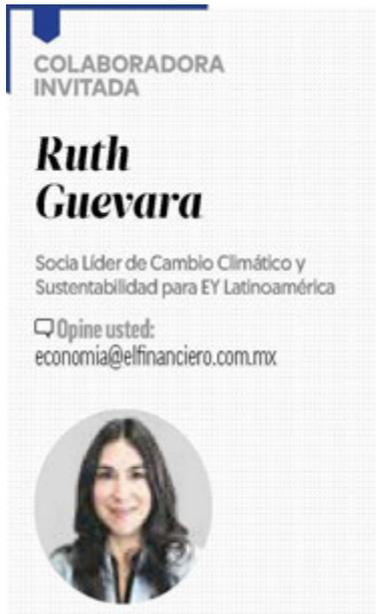 COLABORADORA
INVITADA
Ruth
Guevara
Socia Líder de Cambio Climático y
Sustentabilidad para EY Latinoamérica
Opine usted:
economia@elfinanciero.com.mx